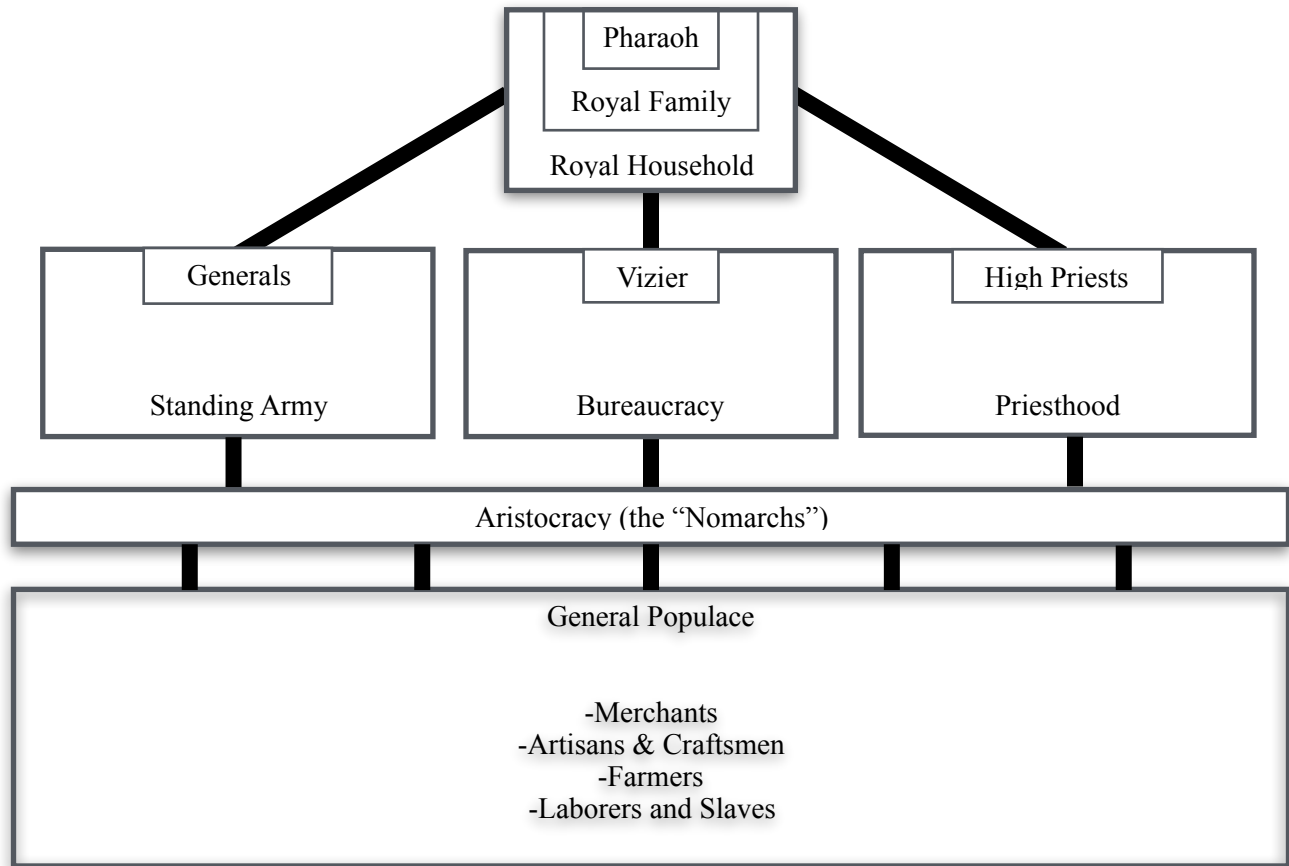 Pharaoh
Royal Family
Royal Household
Generals
Vizier
High Priests
Standing Army
Bureaucracy
Priesthood
Aristocracy (the “Nomarchs”)
General Populace
-Merchants
-Artisans & Craftsmen
-Farmers
-Laborers and Slaves